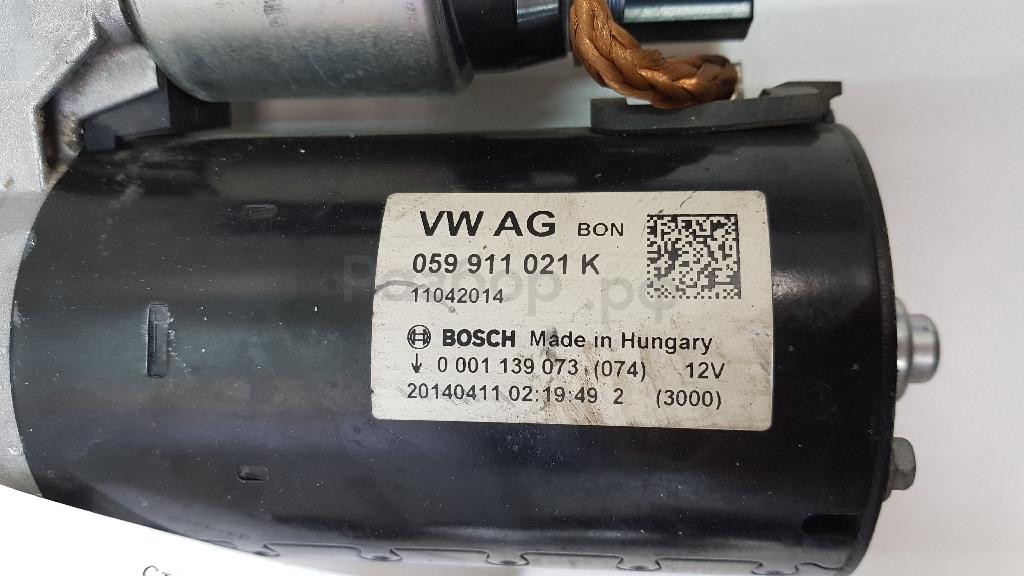 VW AG BON
059 911 021 K
11042014
BOSCH Made in Hungary
↓ 0 001 139 073 (074) 12V
20140411 02:19:49 2 (3000)